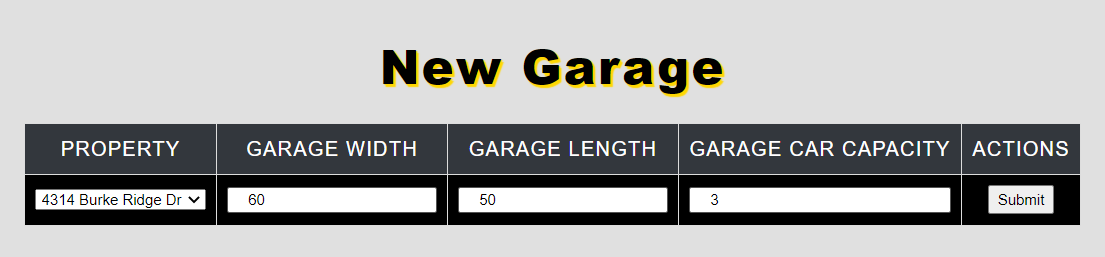 New Garage
PROPERTY GARAGE WIDTH GARAGE LENGTH GARAGE CAR CAPACITY ACTIONS
4314 Burke Ridge Dr 60 50 3 Submit